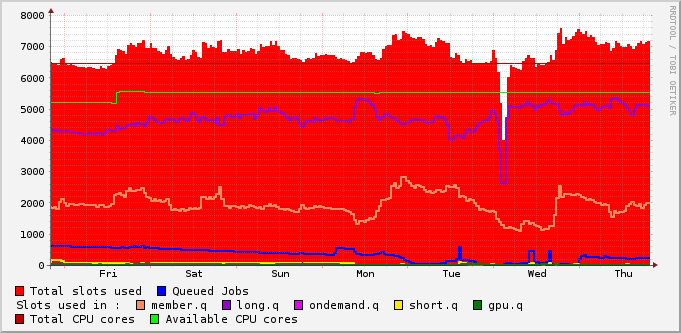 RRDTOOL / TOBI OETIKER
8000
7000
6000
5000
4000
3000
2000
1000
0
Fri Sat Sun Mon Tue Wed Thu
Total slots used Queued Jobs
Slots used in : member.q long.q ondemand.q short.q gpu.q
Total CPU cores Available CPU cores